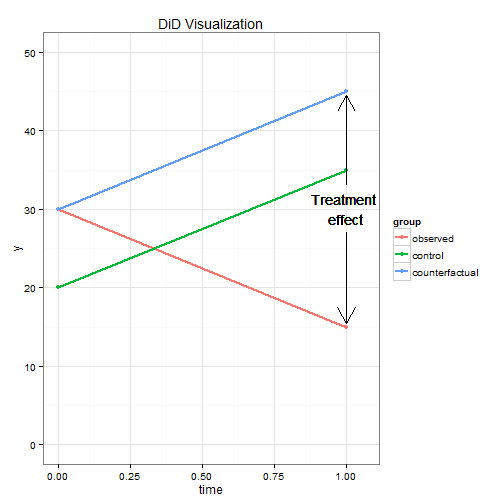 DiD Visualization
50
40
30
20
10
0
y
Treatment
effect
0.00 0.25 0.50 0.75 1.00
time
group
observed
control
counterfactual